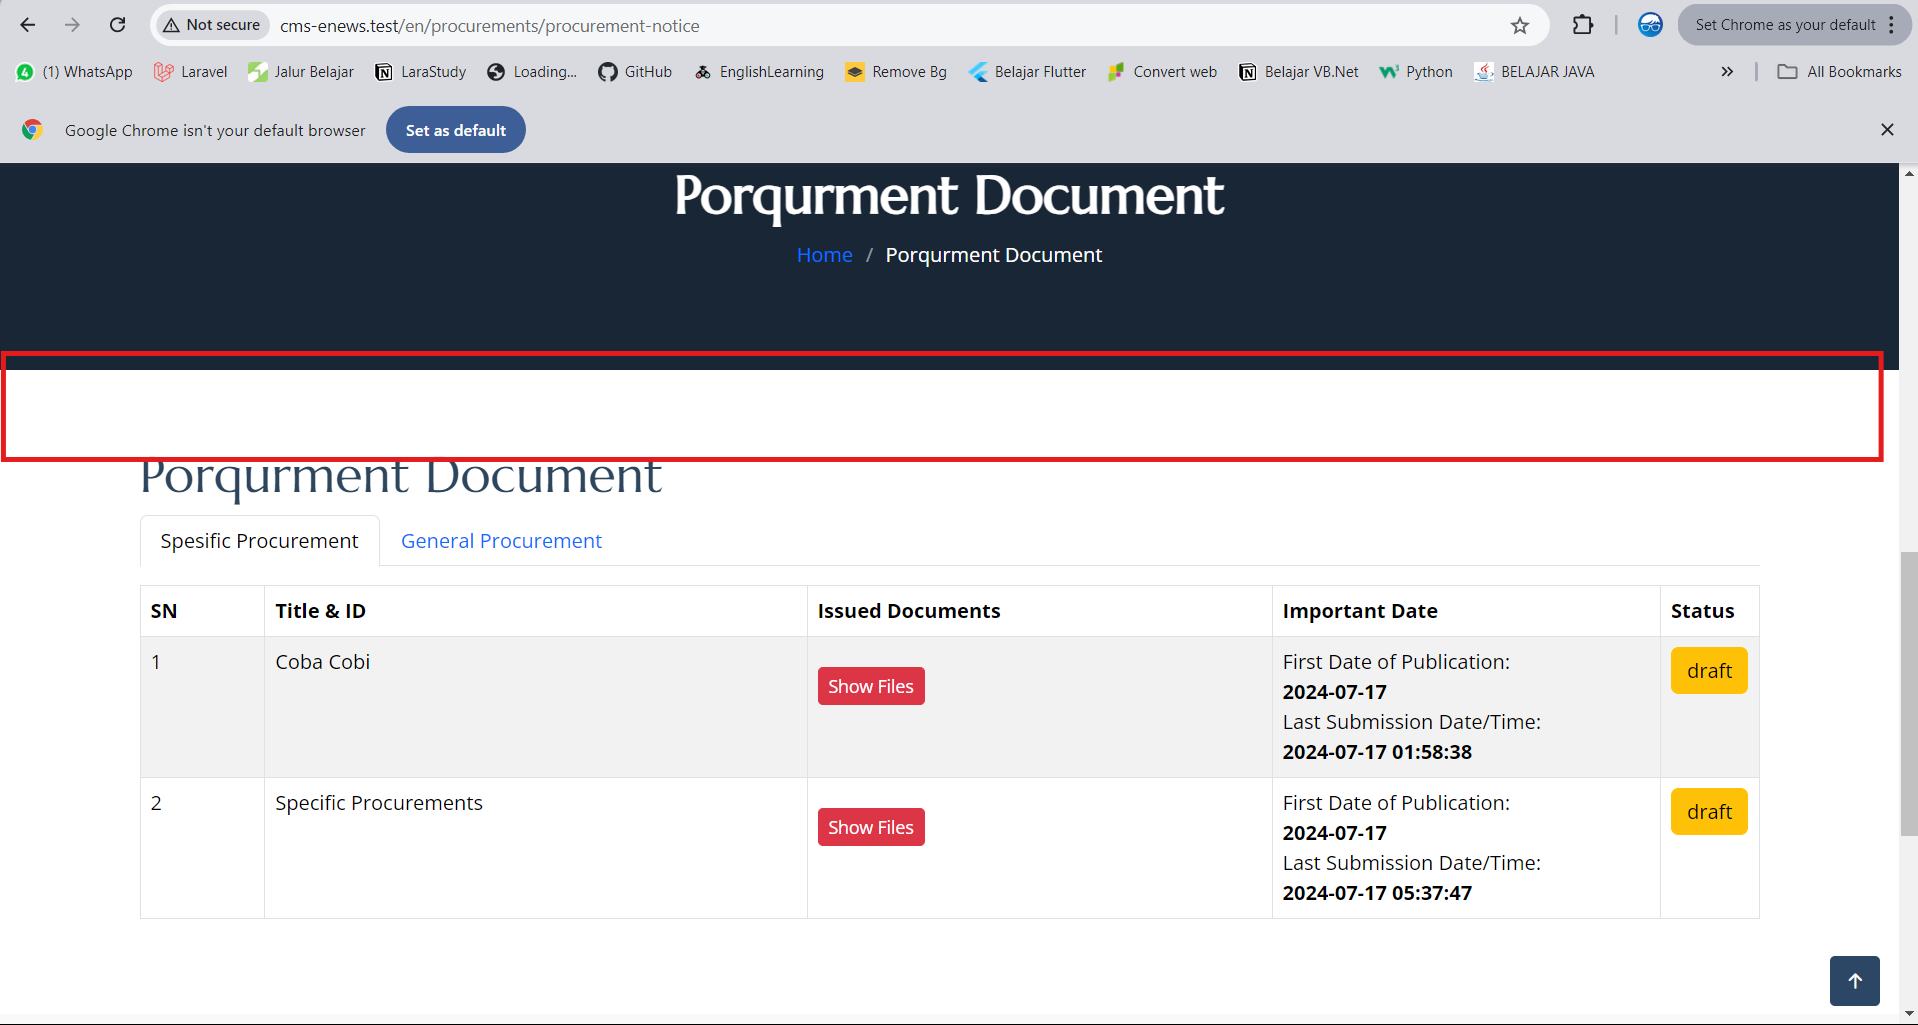 Not secure
cms-enews.test/en/procurements/procurement-notice
Set Chrome as your default
4
(1) WhatsApp
Laravel
Jalur Belajar
LaraStudy
Loading...
GitHub
EnglishLearning
Remove Bg
Belajar Flutter
Convert web
Belajar VB.Net
Python
BELAJAR JAVA
»
All Bookmarks
Google Chrome isn't your default browser
Set as default
Porqurment Document
Home / Porqurment Document
Porqurment Document
Spesific Procurement
General Procurement
SN
Title & ID
Issued Documents
Important Date
Status
1
Coba Cobi
Show Files
First Date of Publication:
2024-07-17
Last Submission Date/Time:
2024-07-17 01:58:38
draft
2
Specific Procurements
Show Files
First Date of Publication:
2024-07-17
Last Submission Date/Time:
2024-07-17 05:37:47
draft